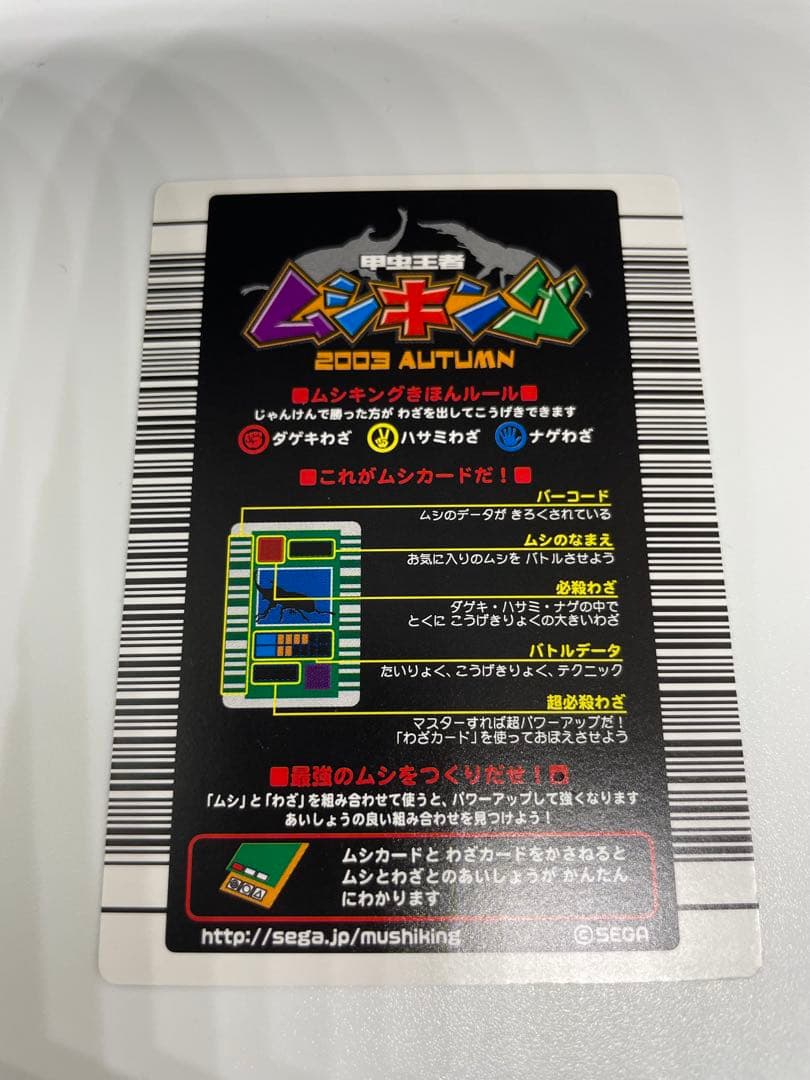 甲虫王者
ムシキング
2003 AUTUMN
■ムシキングきほんルール■
じゃんけんで勝った方が わざを出してこうげきできます
ダゲキわざ ハサミわざ ナゲわざ
■これがムシカードだ！■
バーコード
ムシのデータが きろくされている
ムシのなまえ
お気に入りのムシを バトルさせよう
必殺わざ
ダゲキ・ハサミ・ナゲの中で
とくに こうげきりょくの大きいわざ
バトルデータ
たいりょく、こうげきりょく、テクニック
超必殺わざ
マスターすれば超パワーアップだ！
「わざカード」を使っておぼえさせよう
■最強のムシをつくりだせ！■
「ムシ」と「わざ」を組み合わせて使うと、パワーアップして強くなります
あいしょうの良い組み合わせを見つけよう！
ムシカードと わざカードをかさねると
ムシとわざとのあいしょうが かんたん
にわかります
http://sega.jp/mushiking ©SEGA